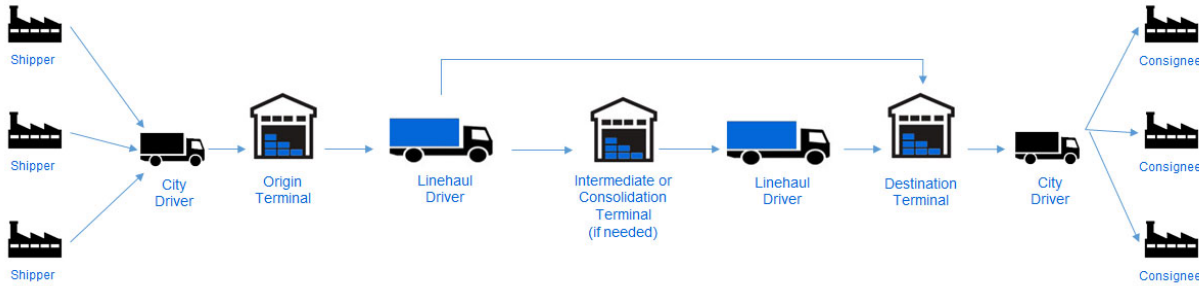 Shipper
Shipper
Shipper
City
Driver
Origin
Terminal
Linehaul
Driver
Intermediate or
Consolidation
Terminal
(if needed)
Linehaul
Driver
Destination
Terminal
City
Driver
Consignee
Consignee
Consignee